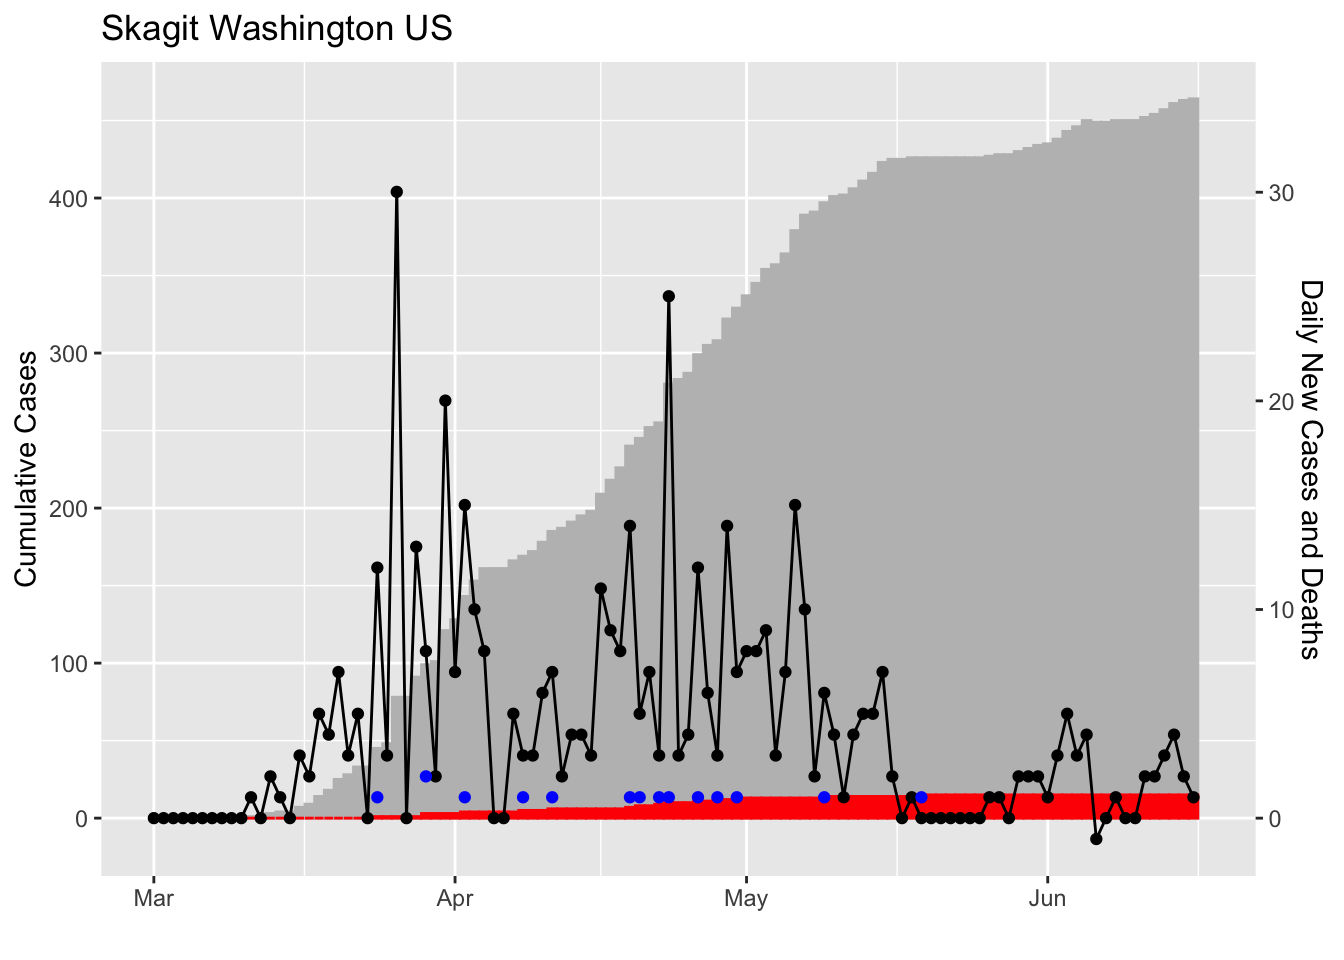 Skagit Washington US
Cumulative Cases
400
300
200
100
0
30
20
10
0
Daily New Cases and Deaths
Mar
Apr
May
Jun